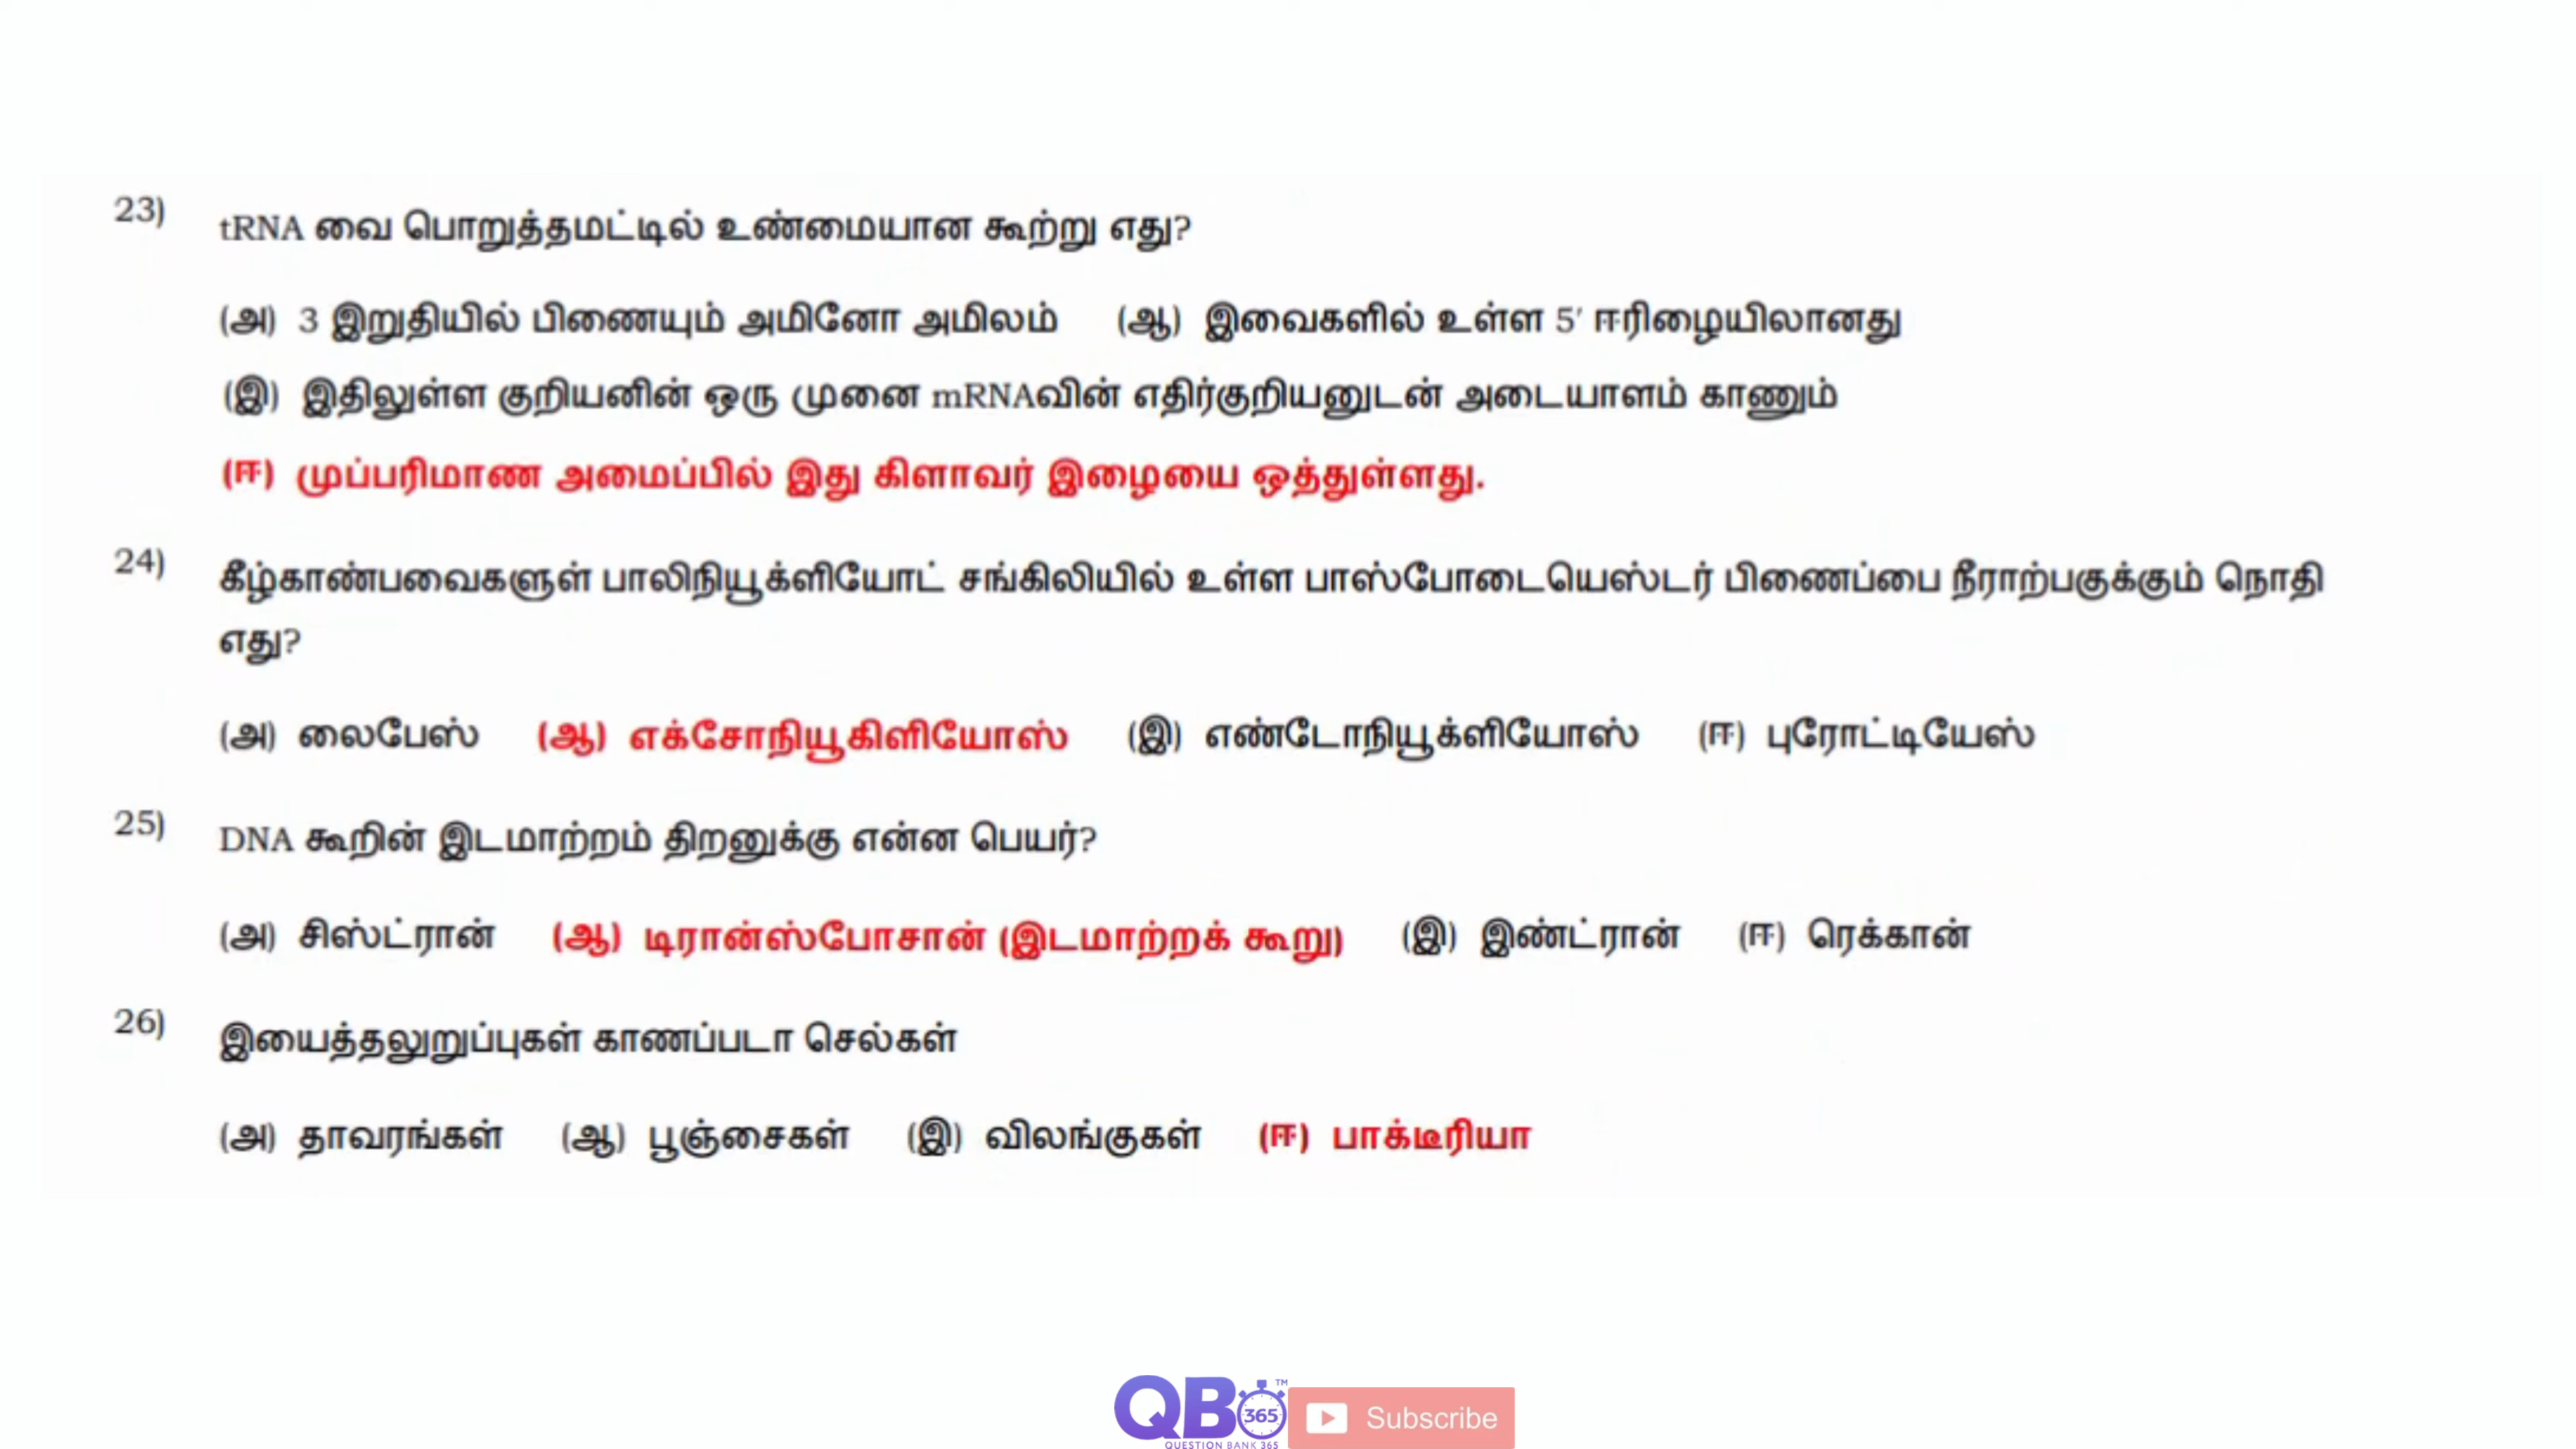 23) tRNA வை பொறுத்தமட்டில் உண்மையான கூற்று எது?
(அ) 3 இறுதியில் பிணையும் அமினோ அமிலம் (ஆ) இவைகளில் உள்ள 5′ ஈரிழையிலானது
(இ) இதிலுள்ள குறியனின் ஒரு முனை mRNAவின் எதிர்குறியனுடன் அடையாளம் காணும்
(ஈ) முப்பரிமாண அமைப்பில் இது கிளாவர் இழையை ஒத்துள்ளது.
24) கீழ்காண்பவைகளுள் பாலிநியூக்ளியோட் சங்கிலியில் உள்ள பாஸ்போடையெஸ்டர் பிணைப்பை நீராற்பகுக்கும் நொதி
எது?
(அ) லைபேஸ் (ஆ) எக்சோநியூகிளியோஸ் (இ) எண்டோநியூக்ளியோஸ் (ஈ) புரோட்டியேஸ்
25) DNA கூறின் இடமாற்றம் திறனுக்கு என்ன பெயர்?
(அ) சிஸ்ட்ரான் (ஆ) டிரான்ஸ்போசான் (இடமாற்றக் கூறு) (இ) இண்ட்ரான் (ஈ) ரெக்கான்
26) இயைத்தலுறுப்புகள் காணப்படா செல்கள்
(அ) தாவரங்கள் (ஆ) பூஞ்சைகள் (இ) விலங்குகள் (ஈ) பாக்டீரியா
QB 365 ™
QUESTION BANK 365
Subscribe